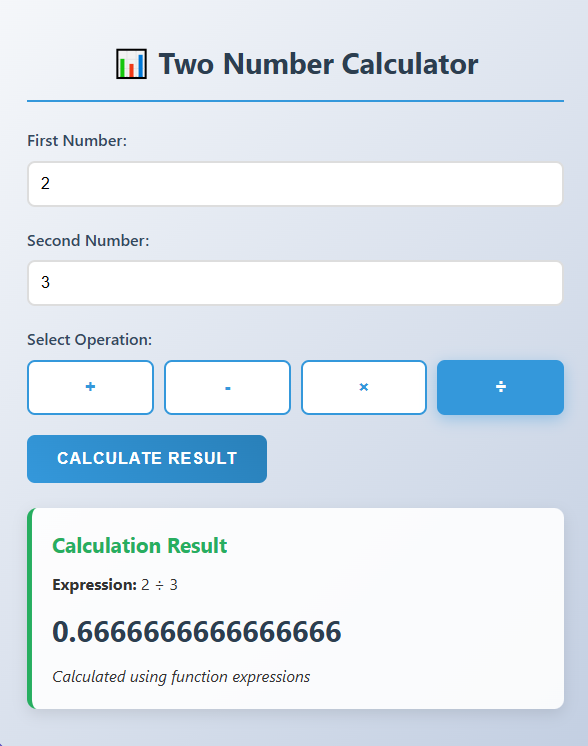 Two Number Calculator
First Number:
2
Second Number:
3
Select Operation:
+ - × ÷
CALCULATE RESULT
Calculation Result
Expression: 2 ÷ 3
0.6666666666666666
Calculated using function expressions